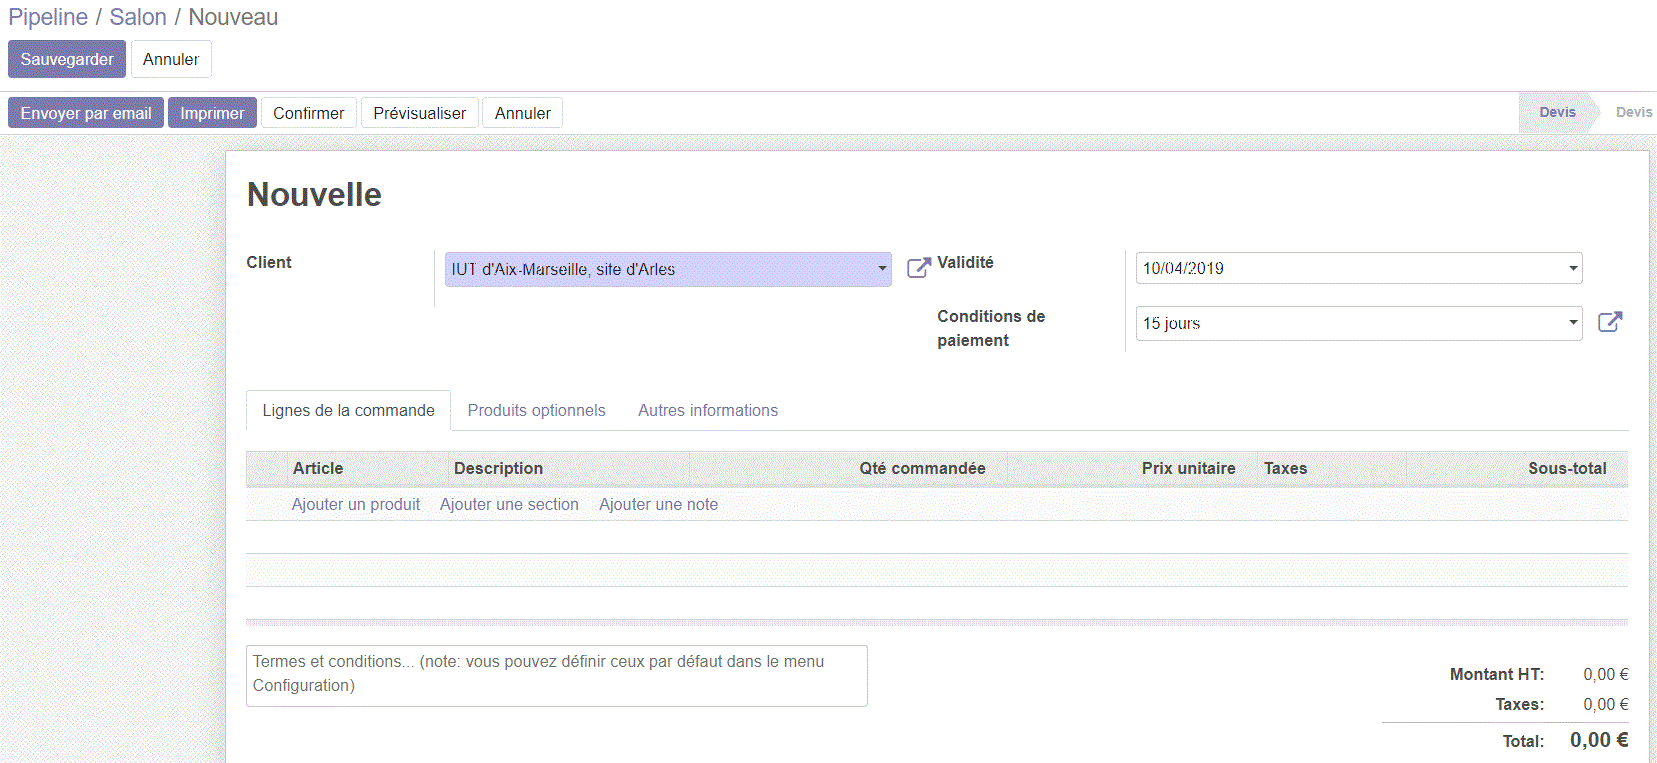 Pipeline / Salon / Nouveau
Sauvegarder Annuler
Envoyer par email Imprimer Confirmer Prévisualiser Annuler Devis Devis
Nouvelle
Client IUT d'Aix-Marseille, site d'Arles Validité 10/04/2019
Conditions de paiement 15 jours
Lignes de la commande Produits optionnels Autres informations
Article Description Qté commandée Prix unitaire Taxes Sous-total
Ajouter un produit Ajouter une section Ajouter une note
Termes et conditions... (note: vous pouvez définir ceux par défaut dans le menu
Configuration)
Montant HT: 0,00 €
Taxes: 0,00 €
Total: 0,00 €